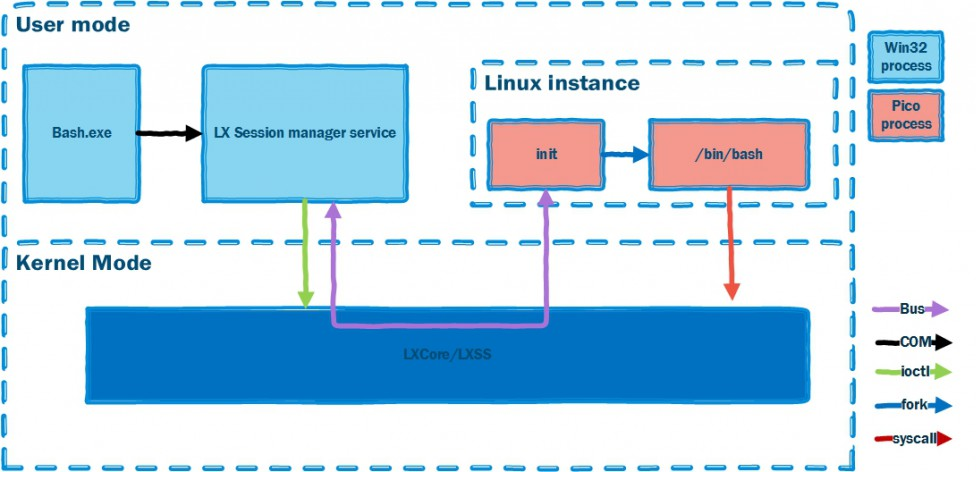 User mode
Bash.exe
LX Session manager service
Linux instance
init
/bin/bash
Win32
process
Pico
process
Kernel Mode
LXCore/LXSS
Bus
COM
ioctl
fork
syscall